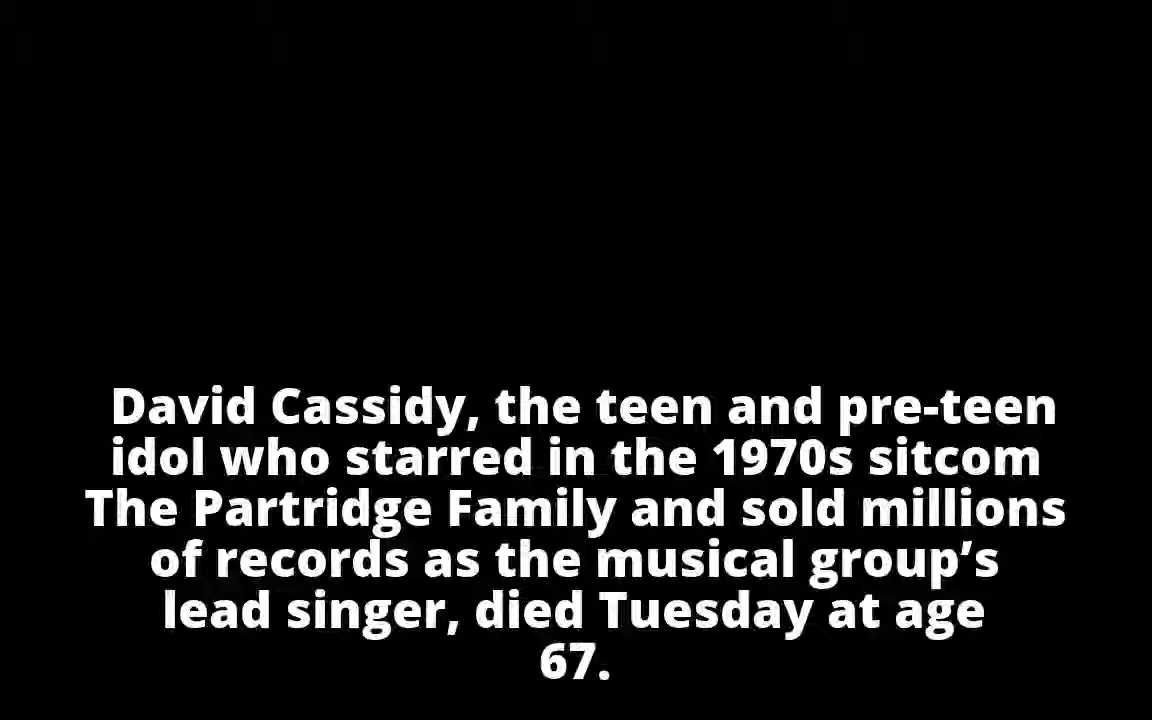 David Cassidy, the teen and pre-teen
idol who starred in the 1970s sitcom
The Partridge Family and sold millions
of records as the musical group’s
lead singer, died Tuesday at age
67.